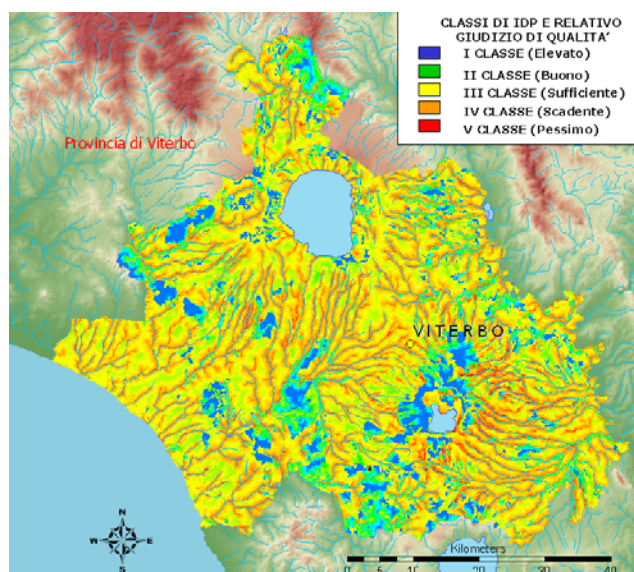 CLASSI DI IDP E RELATIVO
GIUDIZIO DI QUALITA'
I CLASSE (Elevato)
II CLASSE (Buono)
III CLASSE (Sufficiente)
IV CLASSE (Scadente)
V CLASSE (Pessimo)
Provincia di Viterbo
VITERBO
N
W E
S
Kilometers
0 5 10 20 30 40